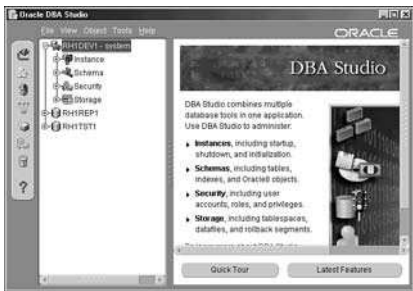 Oracle DBA Studio
File View Object Tools Help
ORACLE
RH1DEV1 - system
Instance
Schema
Security
Storage
RH1REP1
RH1TST1
DBA Studio
DBA Studio combines multiple
database tools in one application.
Use DBA Studio to administer:
Instances, including startup,
shutdown, and initialization.
Schemas, including tables,
indexes, and Oracle8 objects.
Security, including user
accounts, roles, and privileges.
Storage, including tablespaces,
datafiles, and rollback segments.
Quick Tour
Latest Features